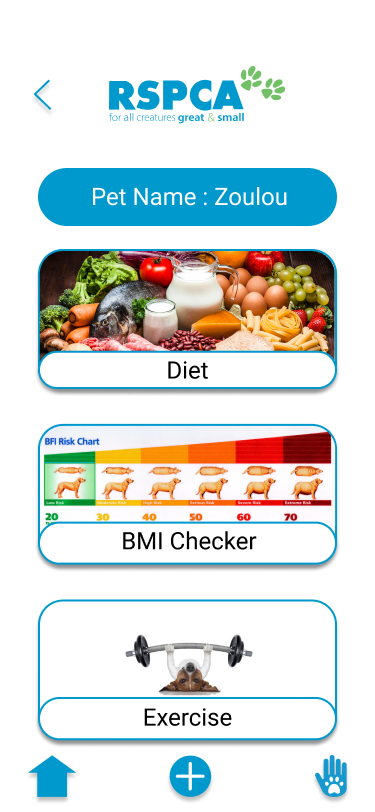 RSPCA
for all creatures great & small
Pet Name : Zoulou
Diet
BFI Risk Chart
Low Risk Moderate Risk High Risk Serious Risk Severe Risk Extreme Risk
20 30 40 50 60 70
BMI Checker
Exercise